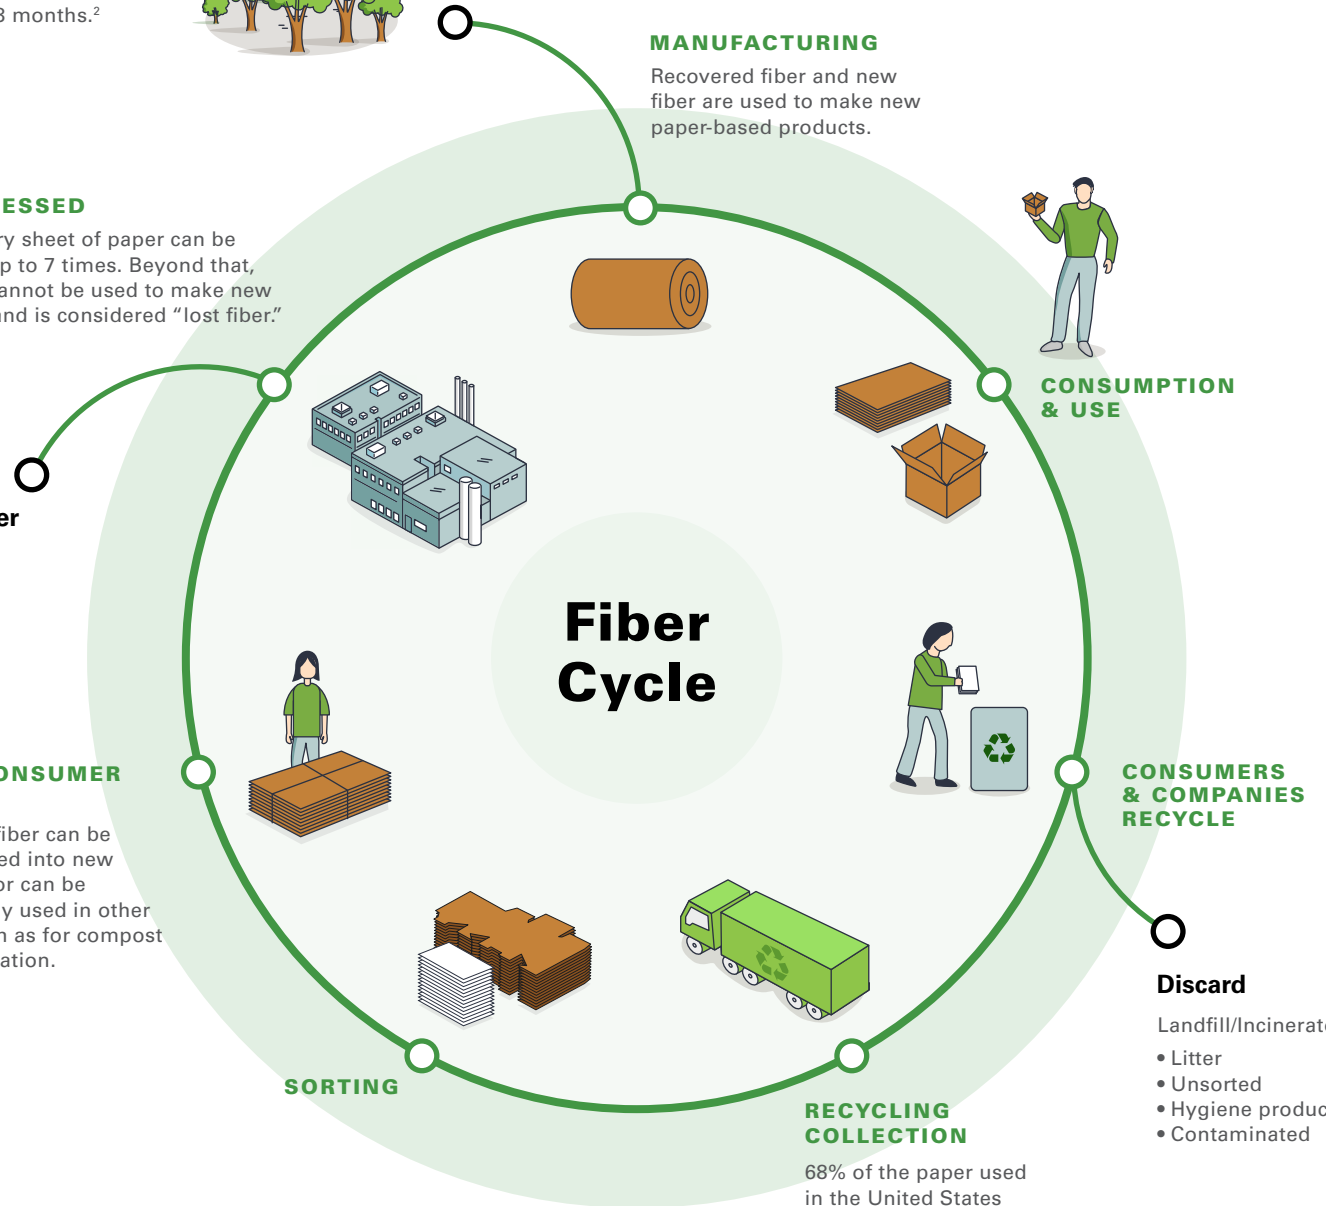 3 months.²
MANUFACTURING
Recovered fiber and new
fiber are used to make new
paper-based products.
ESSED
ry sheet of paper can be
p to 7 times. Beyond that,
annot be used to make new
and is considered “lost fiber.”
er
CONSUMPTION
& USE
Fiber
Cycle
ONSUMER
fiber can be
ed into new
or can be
y used in other
h as for compost
ation.
CONSUMERS
& COMPANIES
RECYCLE
Discard
Landfill/Incinerat
• Litter
• Unsorted
• Hygiene produc
• Contaminated
SORTING
RECYCLING
COLLECTION
68% of the paper used
in the United States